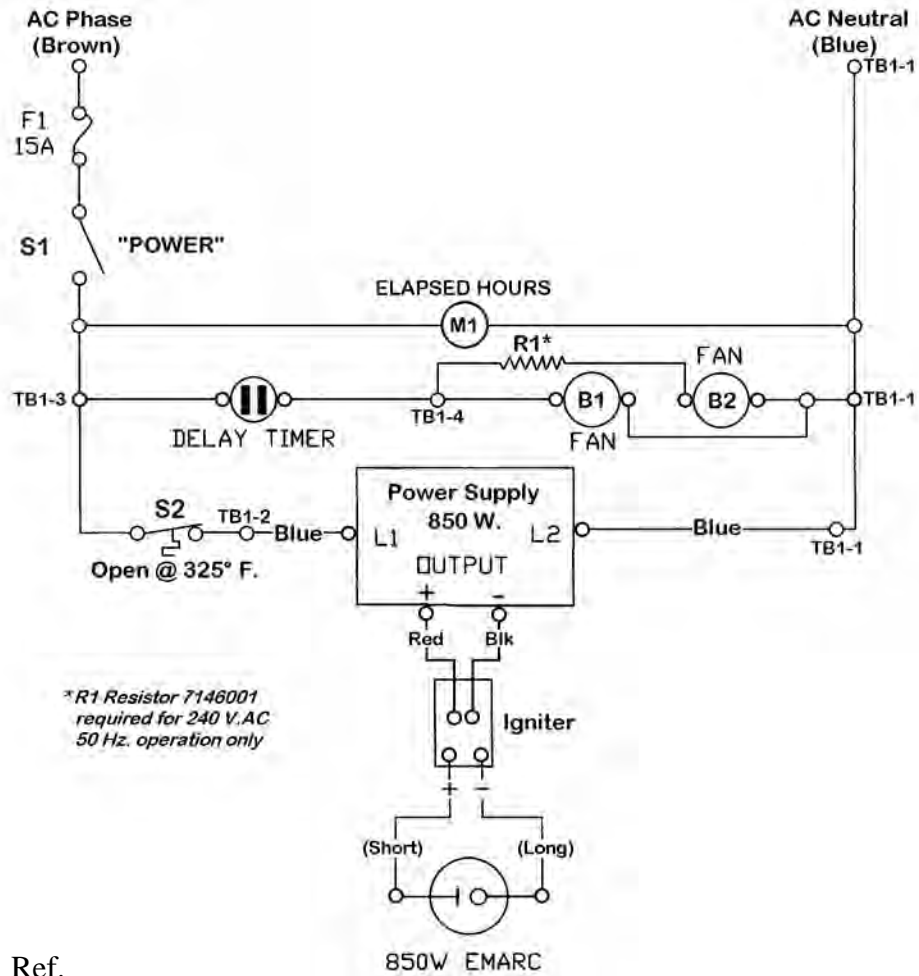 AC Phase
(Brown)
AC Neutral
(Blue)
TB1-1
F1
15A
S1
"POWER"
ELAPSED HOURS
M1
R1*
FAN
TB1-3
DELAY TIMER
TB1-4
B1
FAN
B2
TB1-1
S2
TB1-2
Blue
Open @ 325° F.
Power Supply
850 W.
L1
L2
OUTPUT
+ -
Blue
TB1-1
Red
Blk
*R1 Resistor 7146001
required for 240 V.AC
50 Hz. operation only
Igniter
+ -
(Short)
(Long)
850W EMARC
Ref.